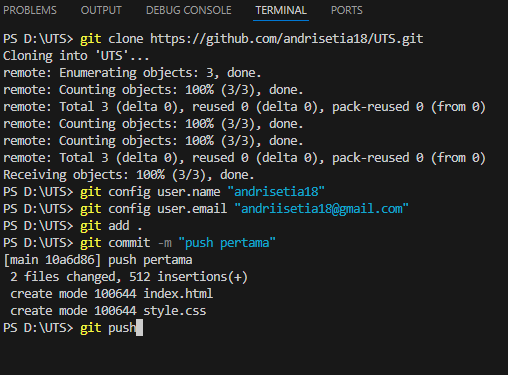 PROBLEMS OUTPUT DEBUG CONSOLE TERMINAL PORTS
PS D:\UTS> git clone https://github.com/andrisetia18/UTS.git
Cloning into 'UTS'...
remote: Enumerating objects: 3, done.
remote: Counting objects: 100% (3/3), done.
remote: Total 3 (delta 0), reused 0 (delta 0), pack-reused 0 (from 0)
remote: Counting objects: 100% (3/3), done.
remote: Counting objects: 100% (3/3), done.
remote: Total 3 (delta 0), reused 0 (delta 0), pack-reused 0 (from 0)
Receiving objects: 100% (3/3), done.
PS D:\UTS> git config user.name "andrisetia18"
PS D:\UTS> git config user.email "andriisetia18@gmail.com"
PS D:\UTS> git add .
PS D:\UTS> git commit -m "push pertama"
[main 10a6d86] push pertama
 2 files changed, 512 insertions(+)
 create mode 100644 index.html
 create mode 100644 style.css
PS D:\UTS> git push